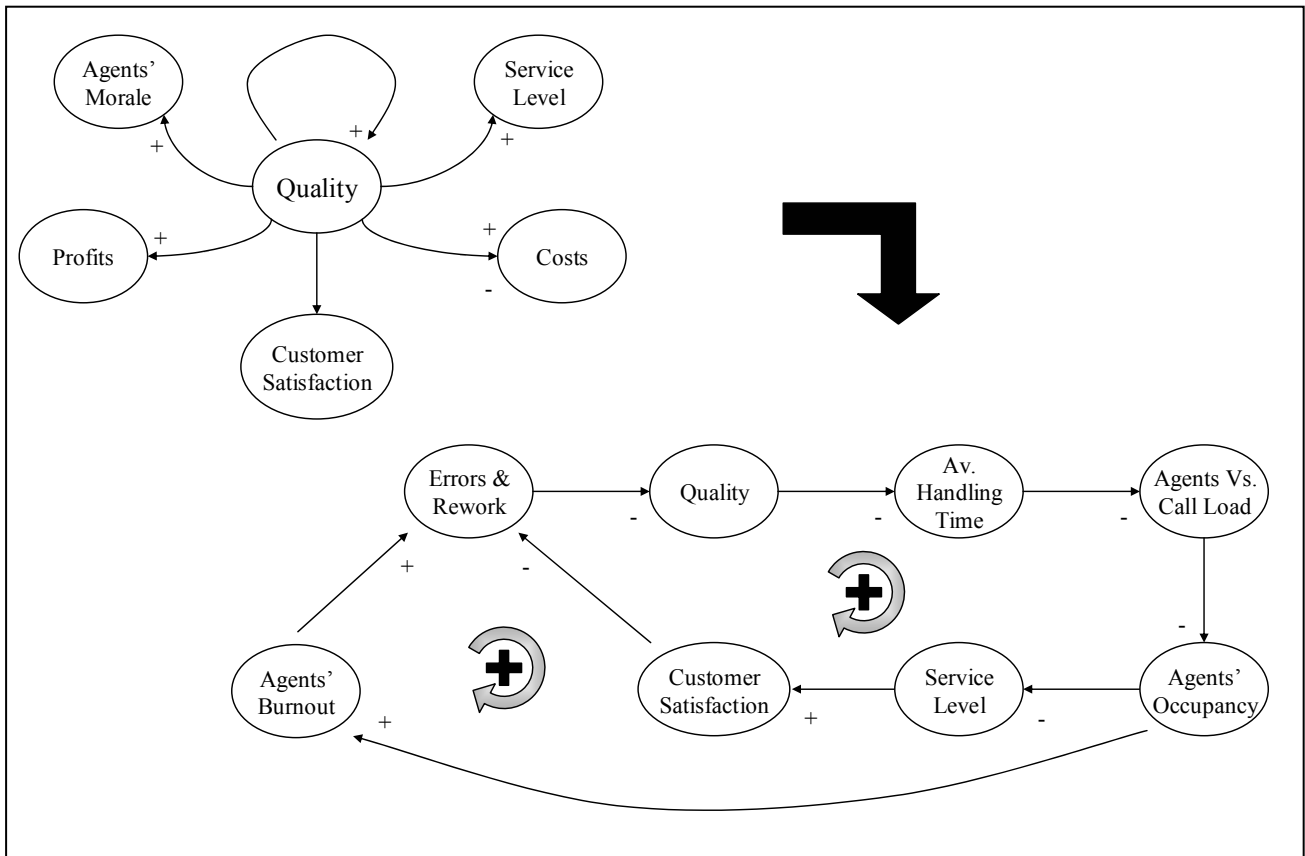 Agents'
Morale
Service
Level
+
+
+
Quality
Profits
+
+
-
Costs
Customer
Satisfaction
Errors &
Rework
Quality
Av.
Handling
Time
Agents Vs.
Call Load
-
-
-
+
-
-
Agents'
Burnout
Customer
Satisfaction
Service
Level
Agents'
Occupancy
+
+
-